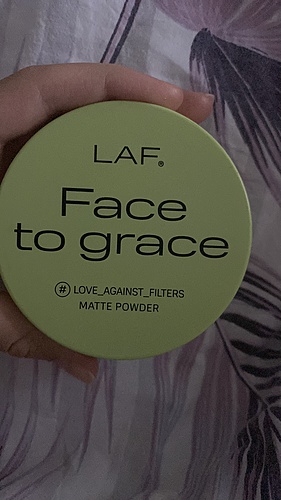 LAF®
Face
to grace
# LOVE_AGAINST_FILTERS
MATTE POWDER